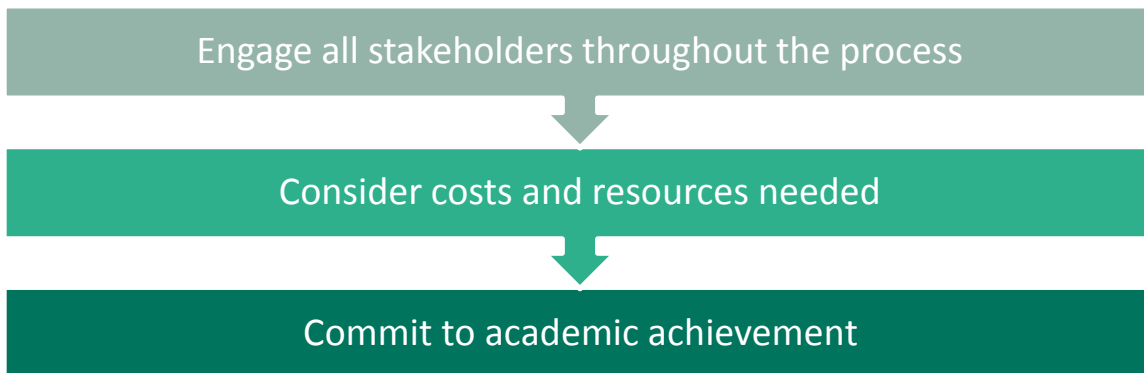 Engage all stakeholders throughout the process
Consider costs and resources needed
Commit to academic achievement